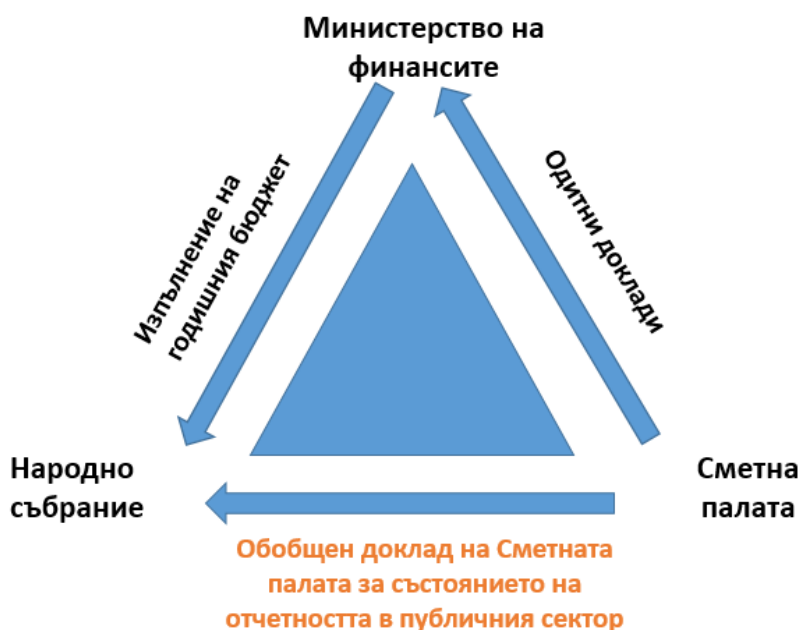 Министерство на
финансите
Изпълнение на
годишния бюджет
Одитни доклади
Народно
събрание
Сметна
палата
Обобщен доклад на Сметната
палата за състоянието на
отчетността в публичния сектор